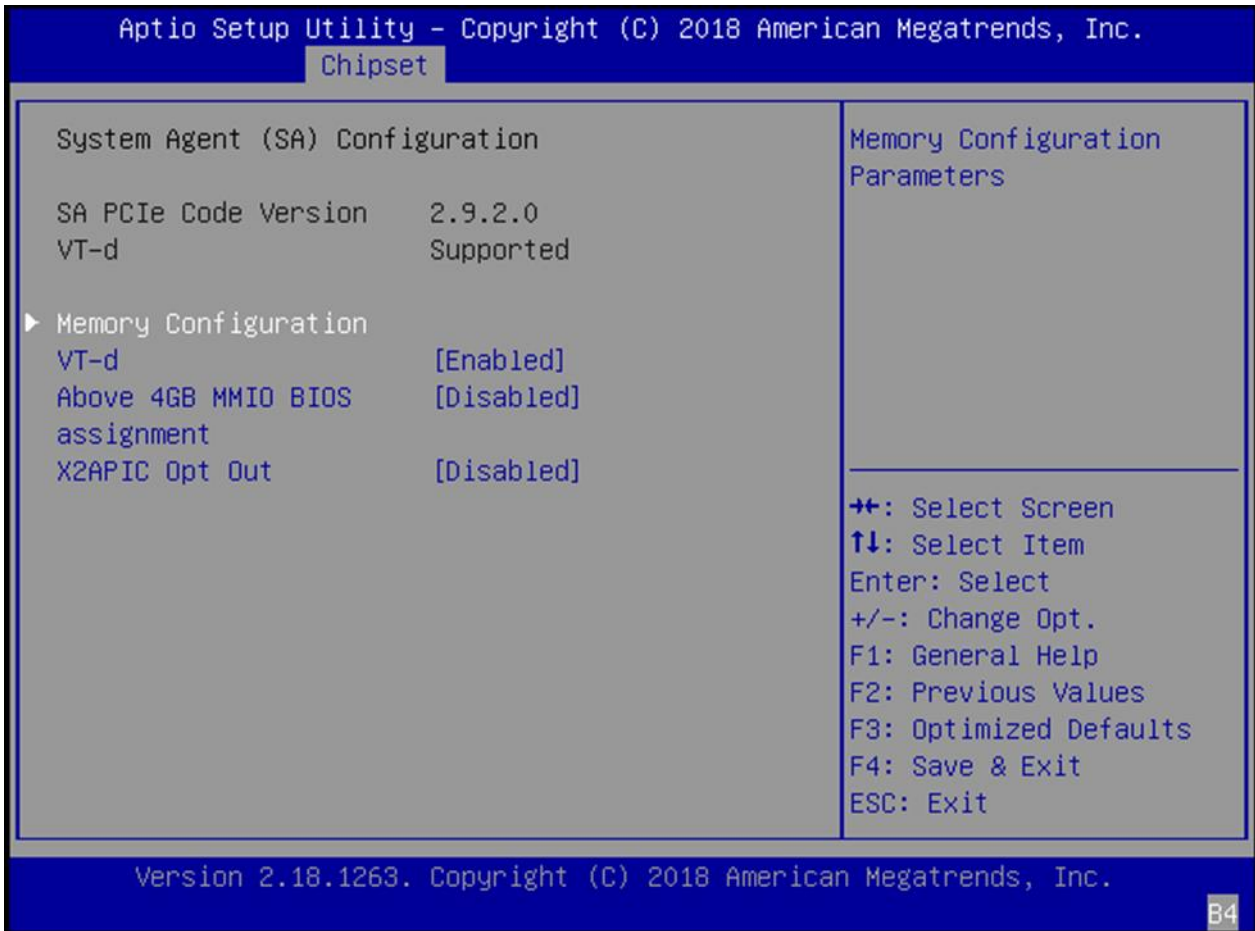 Aptio Setup Utility – Copyright (C) 2018 American Megatrends, Inc.
Chipset
System Agent (SA) Configuration
SA PCIe Code Version 2.9.2.0
VT-d Supported
Memory Configuration
VT-d [Enabled]
Above 4GB MMIO BIOS [Disabled]
assignment
X2APIC Opt Out [Disabled]
Memory Configuration
Parameters
→←: Select Screen
↑↓: Select Item
Enter: Select
+/-: Change Opt.
F1: General Help
F2: Previous Values
F3: Optimized Defaults
F4: Save & Exit
ESC: Exit
Version 2.18.1263. Copyright (C) 2018 American Megatrends, Inc.
B4